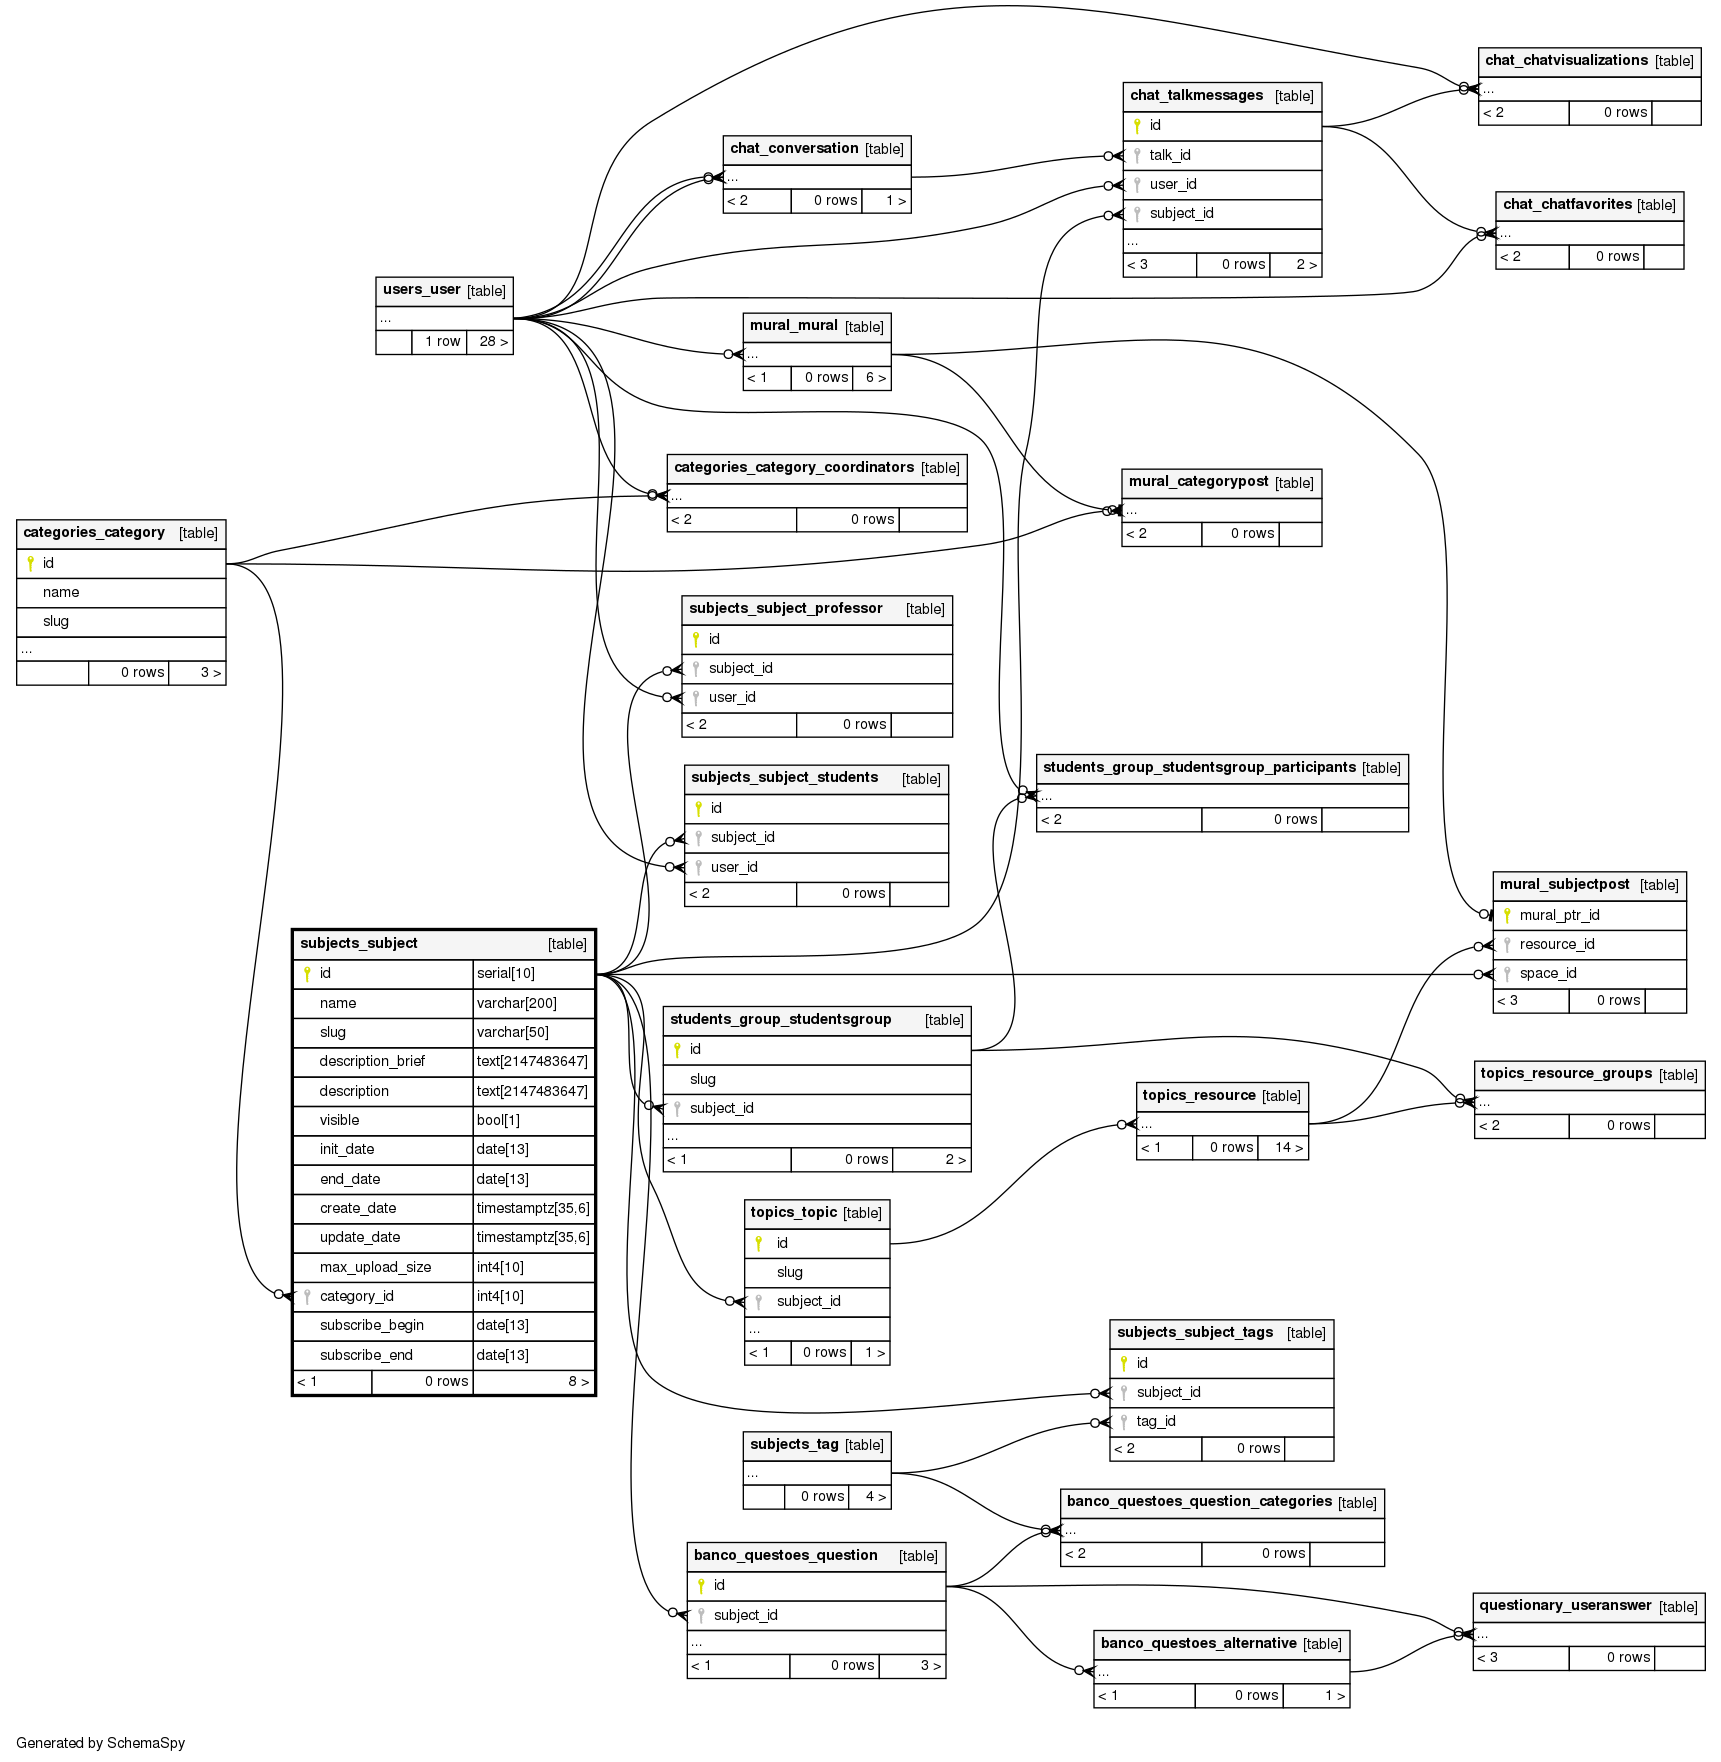 chat_chatvisualizations [table]
...
< 2 0 rows
chat_talkmessages [table]
id
talk_id
user_id
subject_id
...
< 3 0 rows 2 >
chat_conversation [table]
...
< 2 0 rows 1 >
chat_chatfavorites [table]
...
< 2 0 rows
users_user [table]
...
1 row 28 >
mural_mural [table]
...
< 1 0 rows 6 >
categories_category_coordinators [table]
...
< 2 0 rows
mural_categorypost [table]
...
< 2 0 rows
categories_category [table]
id
name
slug
...
0 rows 3 >
subjects_subject_professor [table]
id
subject_id
user_id
< 2 0 rows
students_group_studentsgroup_participants [table]
...
< 2 0 rows
subjects_subject_students [table]
id
subject_id
user_id
< 2 0 rows
mural_subjectpost [table]
mural_ptr_id
resource_id
space_id
< 3 0 rows
subjects_subject [table]
id serial[10]
name varchar[200]
slug varchar[50]
description_brief text[2147483647]
description text[2147483647]
visible bool[1]
init_date date[13]
end_date date[13]
create_date timestamptz[35,6]
update_date timestamptz[35,6]
max_upload_size int4[10]
category_id int4[10]
subscribe_begin date[13]
subscribe_end date[13]
< 1 0 rows 8 >
students_group_studentsgroup [table]
id
slug
subject_id
...
< 1 0 rows 2 >
topics_resource_groups [table]
...
< 2 0 rows
topics_resource [table]
...
< 1 0 rows 14 >
topics_topic [table]
id
slug
subject_id
...
< 1 0 rows 1 >
subjects_subject_tags [table]
id
subject_id
tag_id
< 2 0 rows
subjects_tag [table]
...
0 rows 4 >
banco_questoes_question_categories [table]
...
< 2 0 rows
banco_questoes_question [table]
id
subject_id
...
< 1 0 rows 3 >
questionary_useranswer [table]
...
< 3 0 rows
banco_questoes_alternative [table]
...
< 1 0 rows 1 >
Generated by SchemaSpy